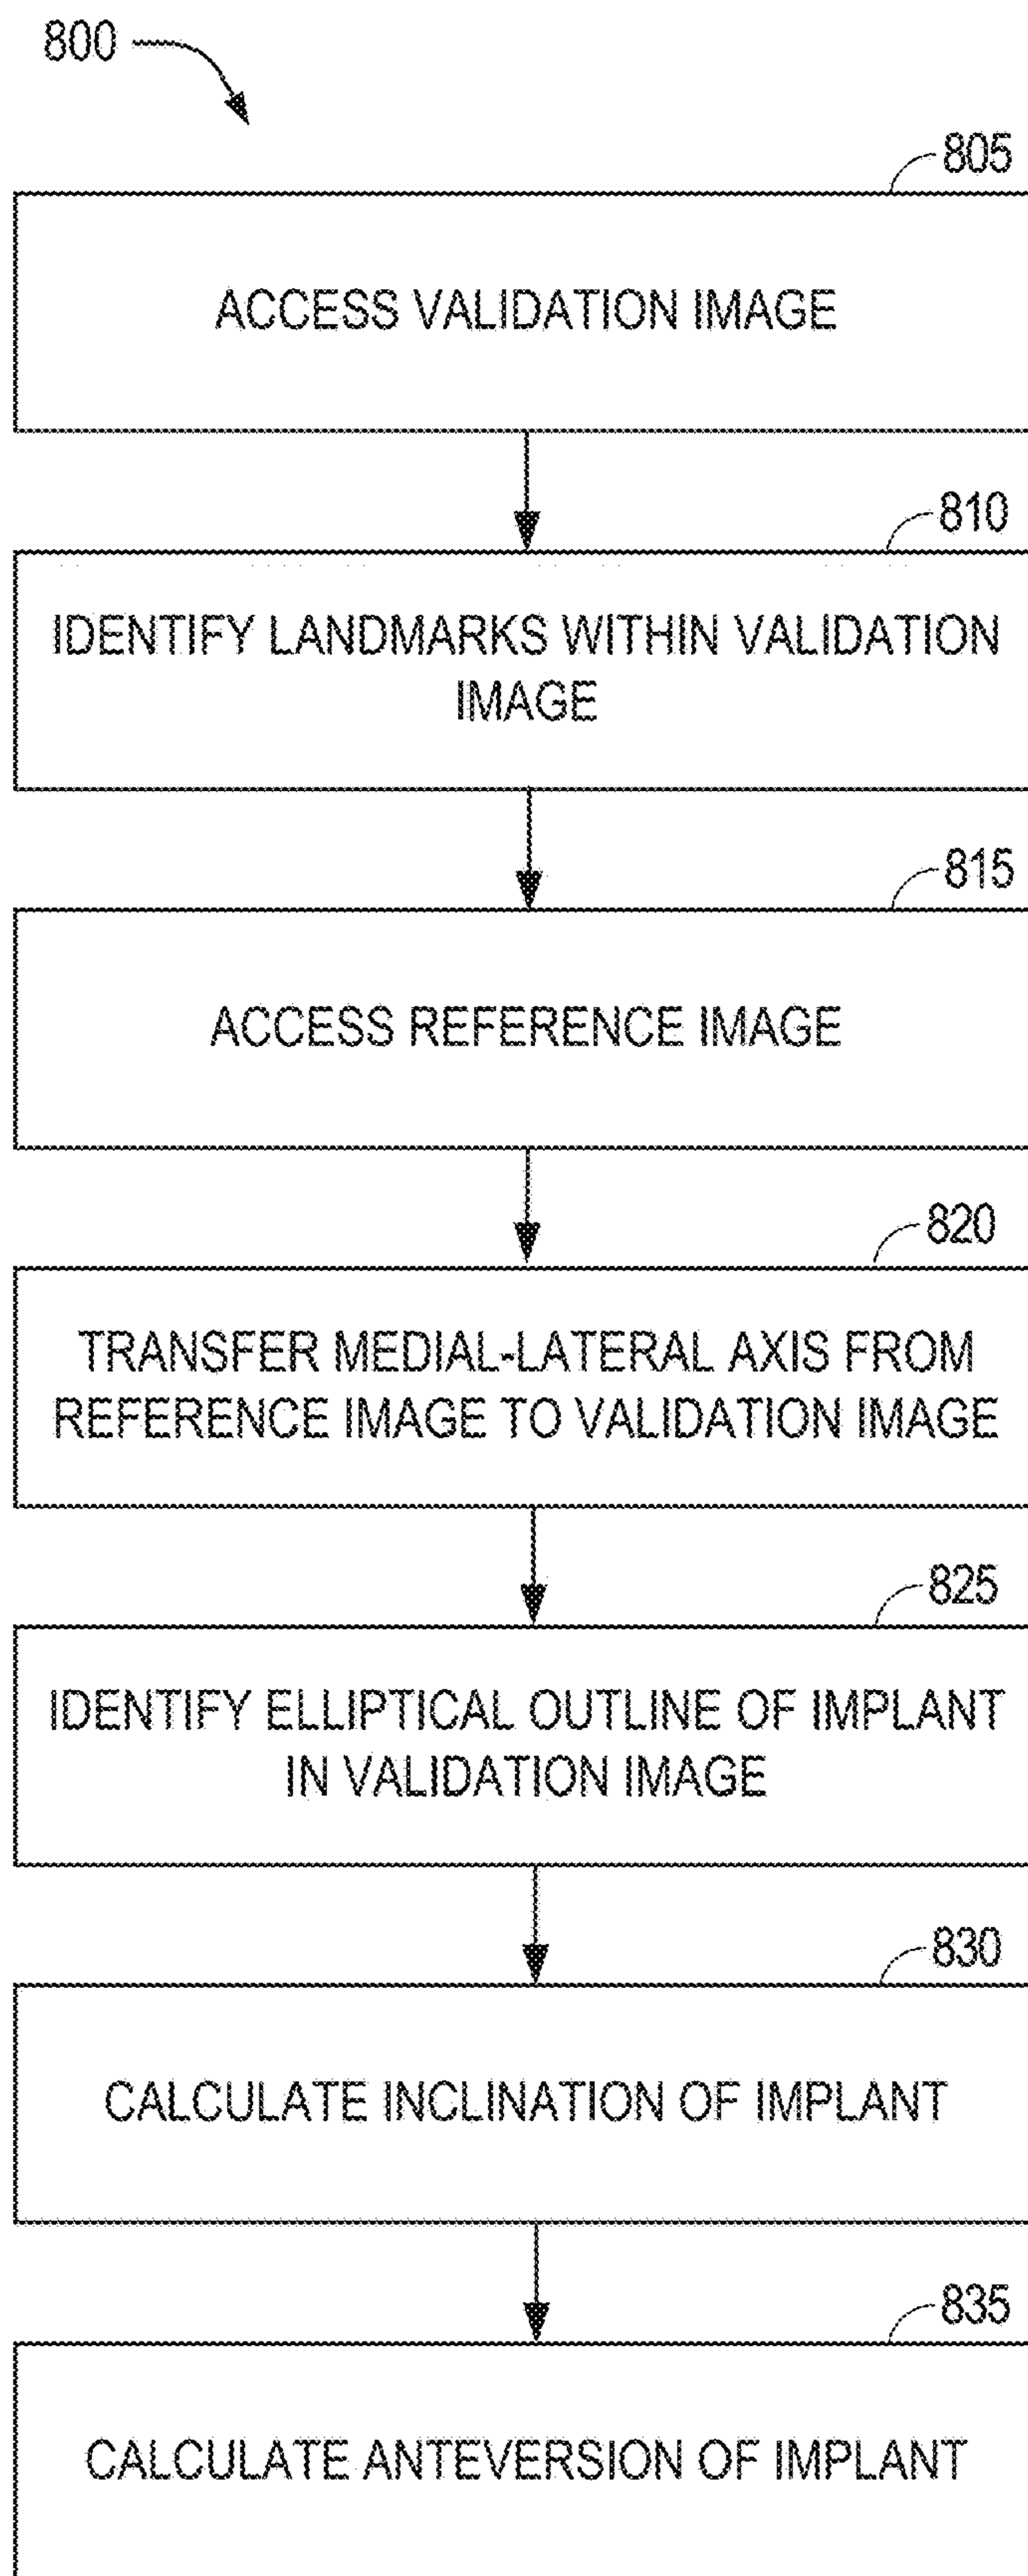 800
805
ACCESS VALIDATION IMAGE
810
IDENTIFY LANDMARKS WITHIN VALIDATION
IMAGE
815
ACCESS REFERENCE IMAGE
820
TRANSFER MEDIAL-LATERAL AXIS FROM
REFERENCE IMAGE TO VALIDATION IMAGE
825
IDENTIFY ELLIPTICAL OUTLINE OF IMPLANT
IN VALIDATION IMAGE
830
CALCULATE INCLINATION OF IMPLANT
835
CALCULATE ANTEVERSION OF IMPLANT